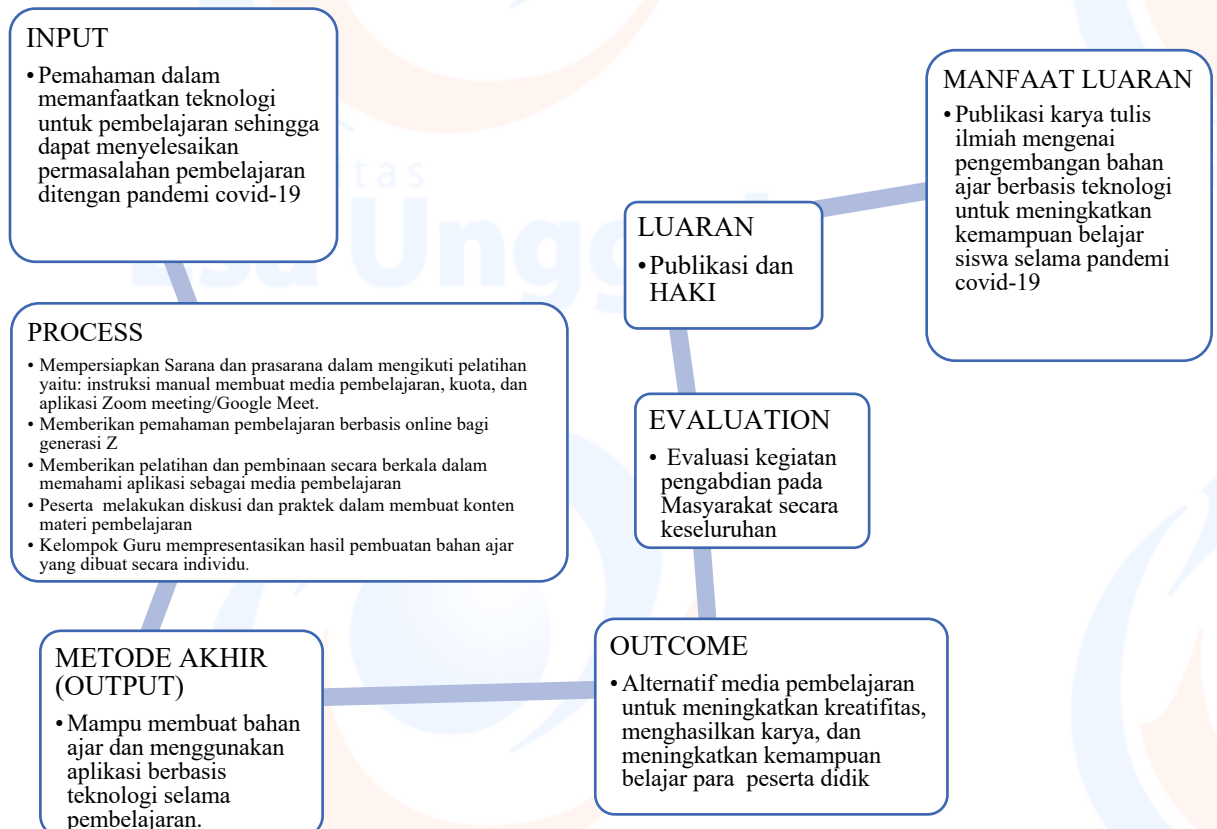 INPUT
•Pemahaman dalam
memanfaatkan teknologi
untuk pembelajaran sehingga
dapat menyelesaikan
permasalahan pembelajaran
ditengan pandemi covid-19
PROCESS
• Mempersiapkan Sarana dan prasarana dalam mengikuti pelatihan
yaitu: instruksi manual membuat media pembelajaran, kuota, dan
aplikasi Zoom meeting/Google Meet.
• Memberikan pemahaman pembelajaran berbasis online bagi
generasi Z
• Memberikan pelatihan dan pembinaan secara berkala dalam
memahami aplikasi sebagai media pembelajaran
• Peserta melakukan diskusi dan praktek dalam membuat konten
materi pembelajaran
• Kelompok Guru mempresentasikan hasil pembuatan bahan ajar
yang dibuat secara individu.
METODE AKHIR
(OUTPUT)
•Mampu membuat bahan
ajar dan menggunakan
aplikasi berbasis
teknologi selama
pembelajaran.
OUTCOME
•Alternatif media pembelajaran
untuk meningkatkan kreatifitas,
menghasilkan karya, dan
meningkatkan kemampuan
belajar para peserta didik
EVALUATION
• Evaluasi kegiatan
pengabdian pada
Masyarakat secara
keseluruhan
LUARAN
•Publikasi dan
HAKI
MANFAAT LUARAN
•Publikasi karya tulis
ilmiah mengenai
pengembangan bahan
ajar berbasis teknologi
untuk meningkatkan
kemampuan belajar
siswa selama pandemi
covid-19